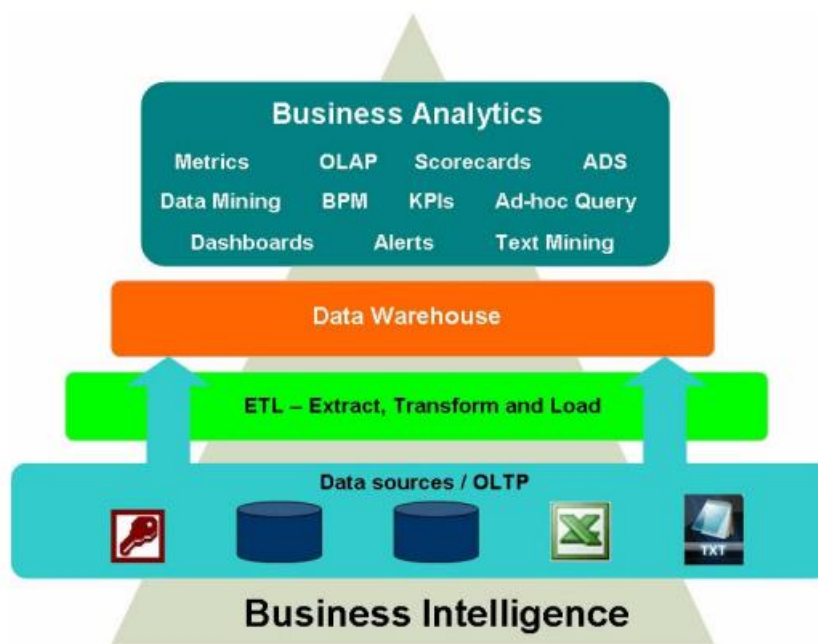 Business Analytics
Metrics OLAP Scorecards ADS
Data Mining BPM KPIs Ad-hoc Query
Dashboards Alerts Text Mining
Data Warehouse
ETL – Extract, Transform and Load
Data sources / OLTP
TXT
Business Intelligence